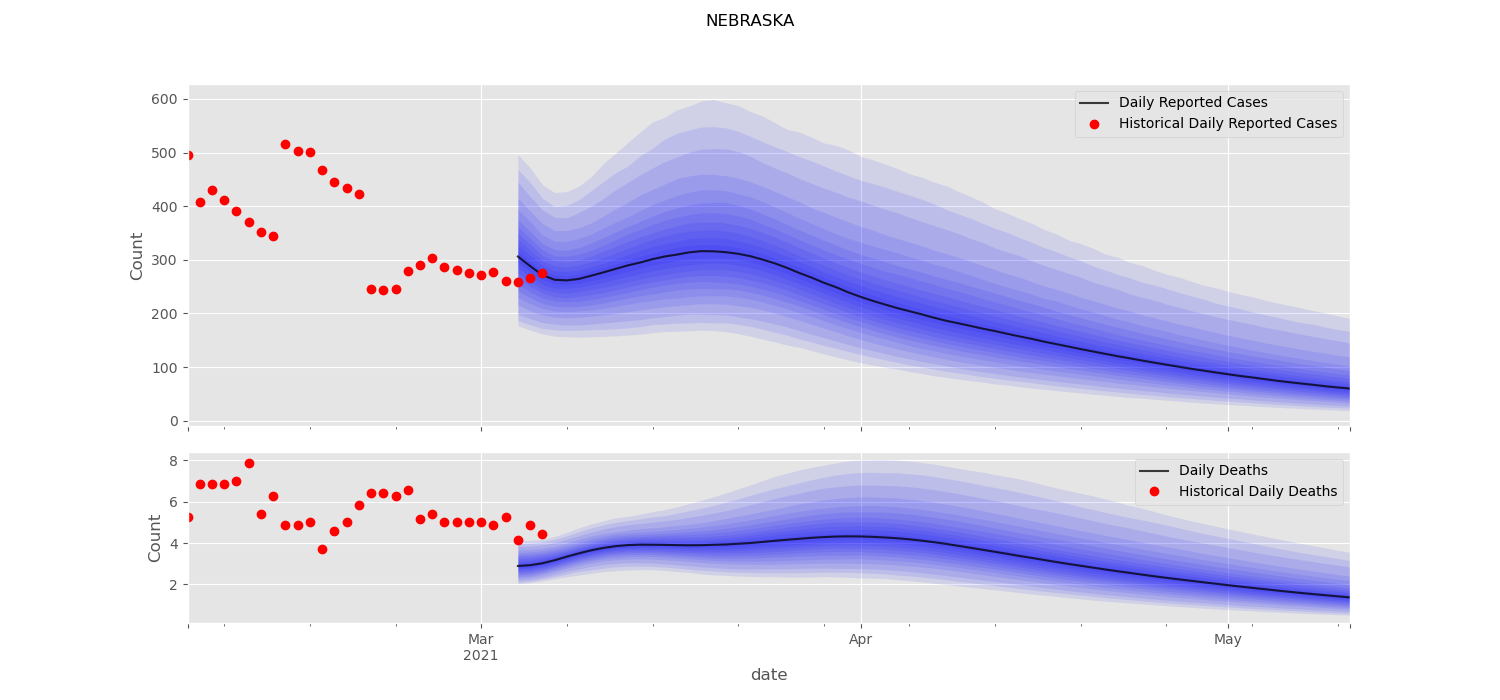 NEBRASKA
600
500
400
300
200
100
0
Count
Daily Reported Cases
Historical Daily Reported Cases
8
6
4
2
Count
Daily Deaths
Historical Daily Deaths
Mar
2021
Apr
May
date